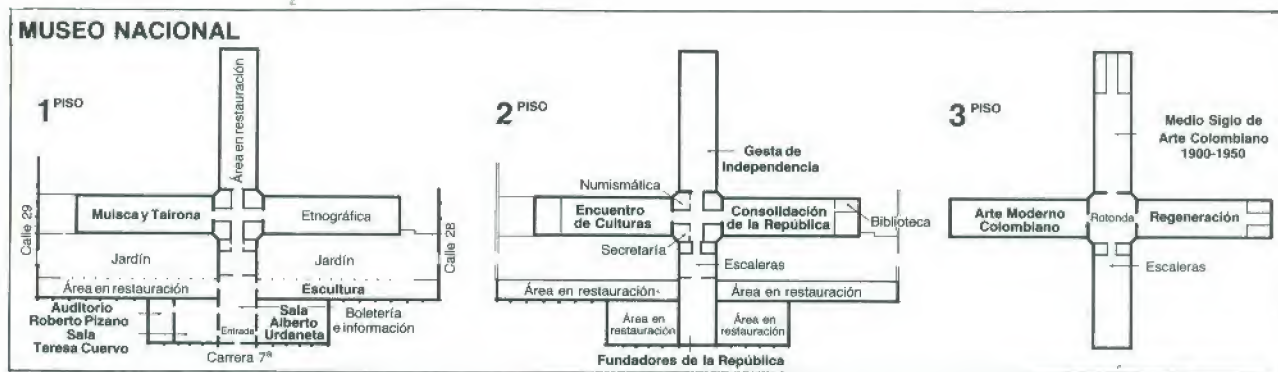 MUSEO NACIONAL
1 PISO
Área en restauración
Muisca y Tairona
Etnográfica
Calle 29
Calle 28
Jardín
Jardín
Área en restauración
Escultura
Auditorio
Roberto Pizano
Sala
Teresa Cuervo
Entrada
Sala
Alberto
Urdaneta
Boletería
e información
Carrera 7ª
2 PISO
Gesta de
Independencia
Numismática
Encuentro
de Culturas
Consolidación
de la República
Biblioteca
Secretaría
Escaleras
Área en restauración
Área en restauración
Área en
restauración
Área en
restauración
Fundadores de la República
3 PISO
Medio Siglo de
Arte Colombiano
1900-1950
Arte Moderno
Colombiano
Rotonda
Regeneración
Escaleras